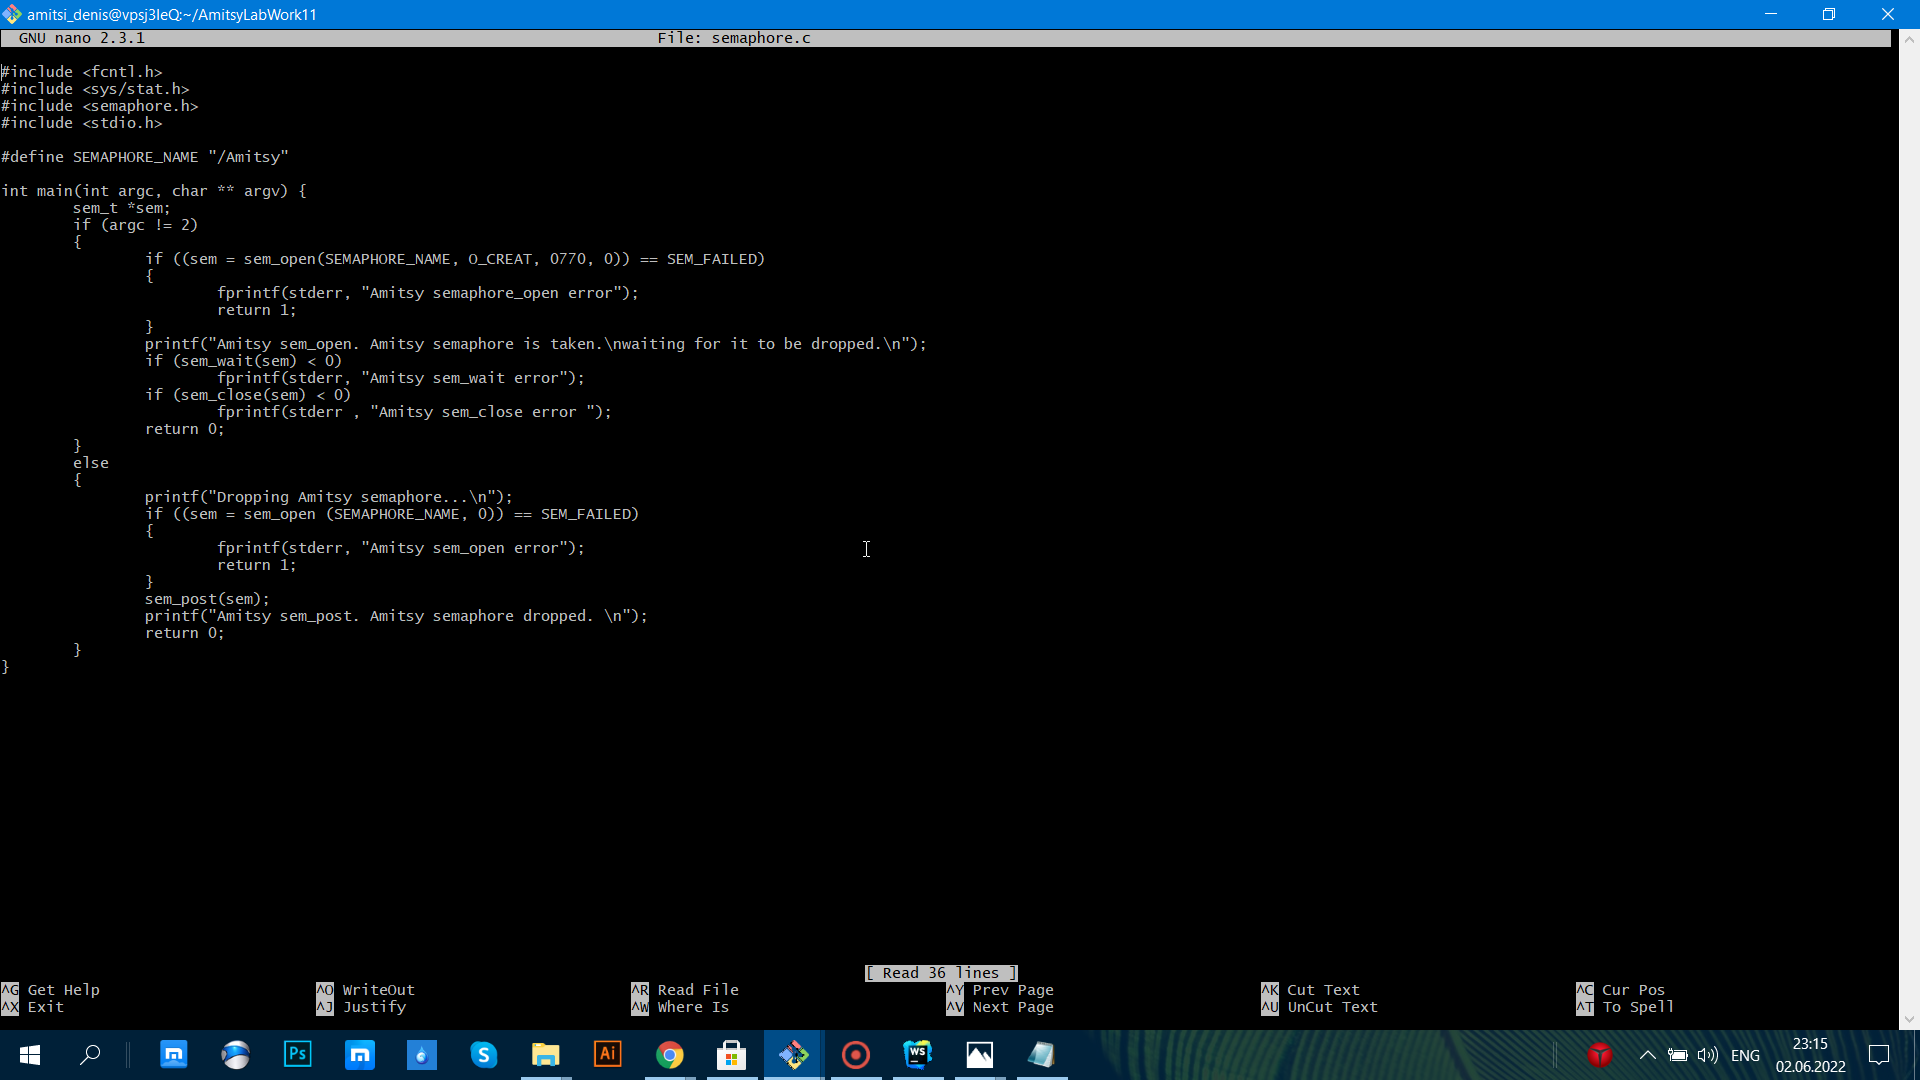 amitsi_denis@vpsj3leQ:~/AmitsyLabWork11
GNU nano 2.3.1 File: semaphore.c
#include <fcntl.h>
#include <sys/stat.h>
#include <semaphore.h>
#include <stdio.h>
#define SEMAPHORE_NAME "/Amitsy"
int main(int argc, char ** argv) {
sem_t *sem;
if (argc != 2)
{
if ((sem = sem_open(SEMAPHORE_NAME, O_CREAT, 0770, 0)) == SEM_FAILED)
{
fprintf(stderr, "Amitsy semaphore_open error");
return 1;
}
printf("Amitsy sem_open. Amitsy semaphore is taken.\nwaiting for it to be dropped.\n");
if (sem_wait(sem) < 0)
fprintf(stderr, "Amitsy sem_wait error");
if (sem_close(sem) < 0)
fprintf(stderr , "Amitsy sem_close error ");
return 0;
}
else
{
printf("Dropping Amitsy semaphore...\n");
if ((sem = sem_open (SEMAPHORE_NAME, 0)) == SEM_FAILED)
{
fprintf(stderr, "Amitsy sem_open error");
return 1;
}
sem_post(sem);
printf("Amitsy sem_post. Amitsy semaphore dropped. \n");
return 0;
}
}
[ Read 36 lines ]
^G Get Help ^O WriteOut ^R Read File ^Y Prev Page ^K Cut Text ^C Cur Pos
^X Exit ^J Justify ^W Where Is ^V Next Page ^U UnCut Text ^T To Spell
Ps Ai WS ENG 23:15
02.06.2022